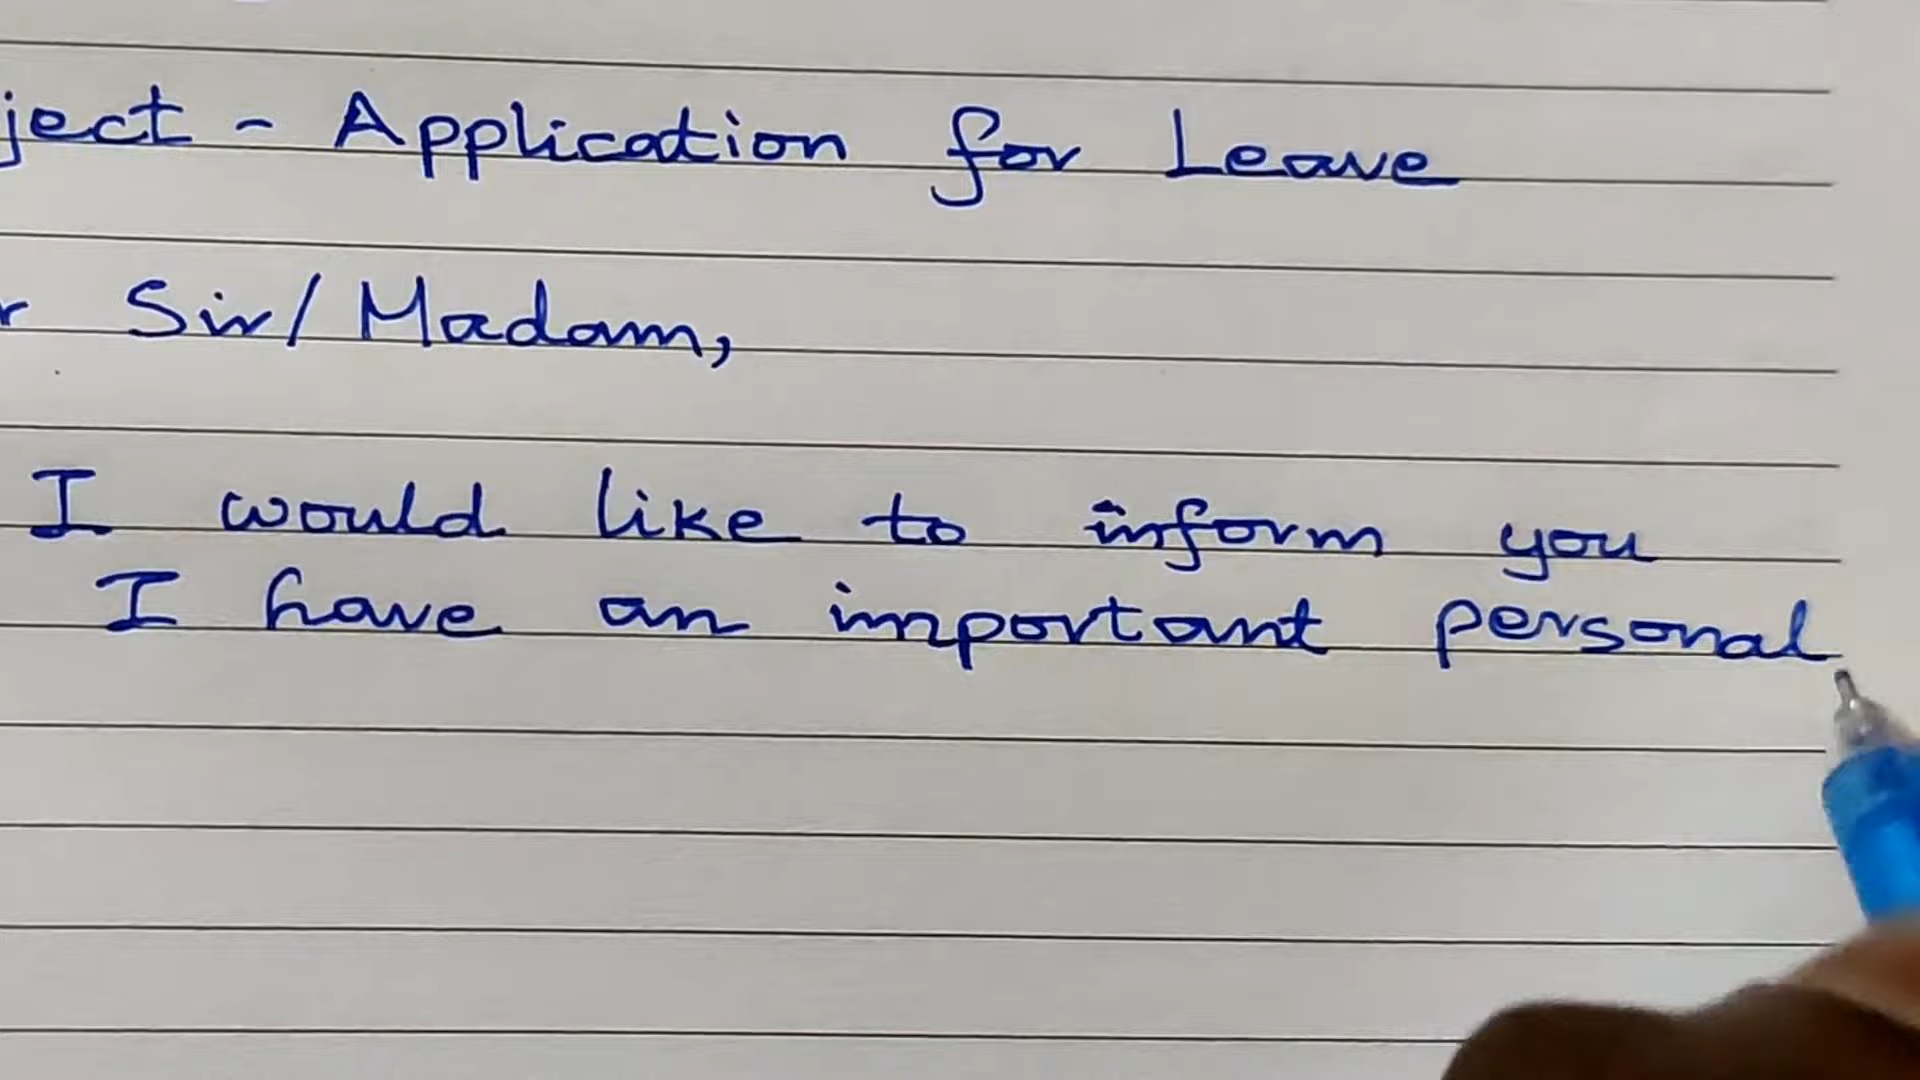 ject - Application for Leave
r Sir/Madam,
I would like to inform you
I have an important personal